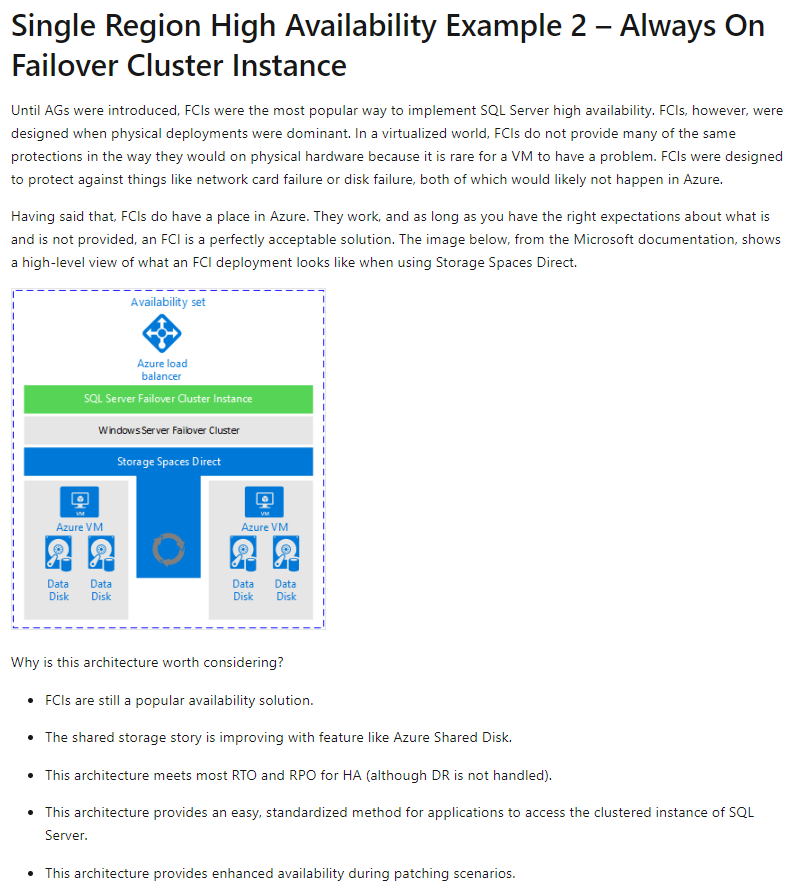 Single Region High Availability Example 2 – Always On
Failover Cluster Instance
Until AGs were introduced, FCIs were the most popular way to implement SQL Server high availability. FCIs, however, were
designed when physical deployments were dominant. In a virtualized world, FCIs do not provide many of the same
protections in the way they would on physical hardware because it is rare for a VM to have a problem. FCIs were designed
to protect against things like network card failure or disk failure, both of which would likely not happen in Azure.
Having said that, FCIs do have a place in Azure. They work, and as long as you have the right expectations about what is
and is not provided, an FCI is a perfectly acceptable solution. The image below, from the Microsoft documentation, shows
a high-level view of what an FCI deployment looks like when using Storage Spaces Direct.
Availability set
Azure load
balancer
SQL Server Failover Cluster Instance
Windows Server Failover Cluster
Storage Spaces Direct
VM
VM
Azure VM
Azure VM
Data
Disk
Data
Disk
Data
Disk
Data
Disk
Why is this architecture worth considering?
• FCIs are still a popular availability solution.
• The shared storage story is improving with feature like Azure Shared Disk.
• This architecture meets most RTO and RPO for HA (although DR is not handled).
• This architecture provides an easy, standardized method for applications to access the clustered instance of SQL
Server.
• This architecture provides enhanced availability during patching scenarios.